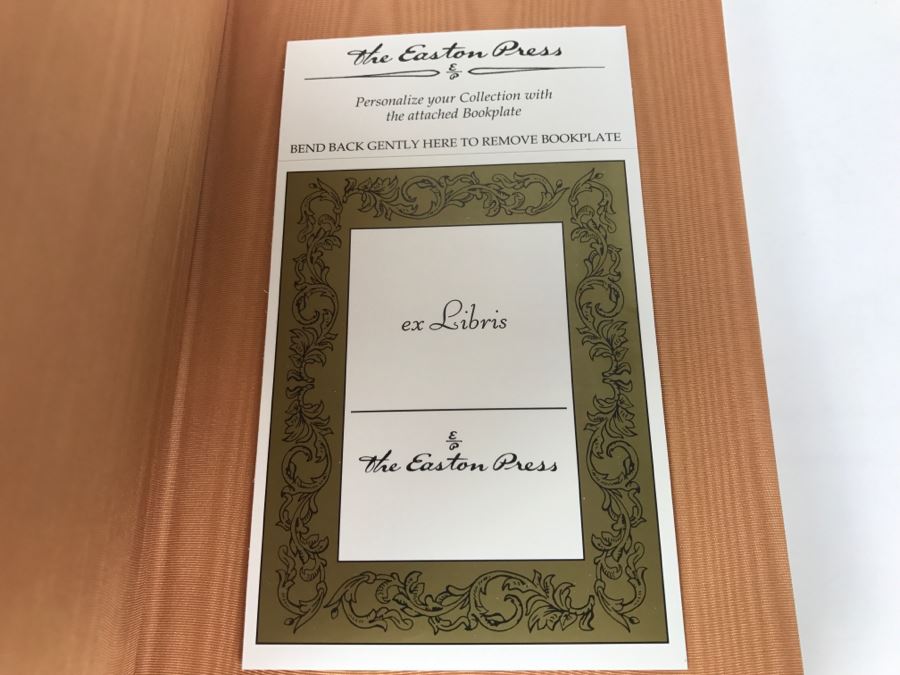 The Easton Press
E
P
Personalize your Collection with
the attached Bookplate
BEND BACK GENTLY HERE TO REMOVE BOOKPLATE
ex Libris
E
P
The Easton Press